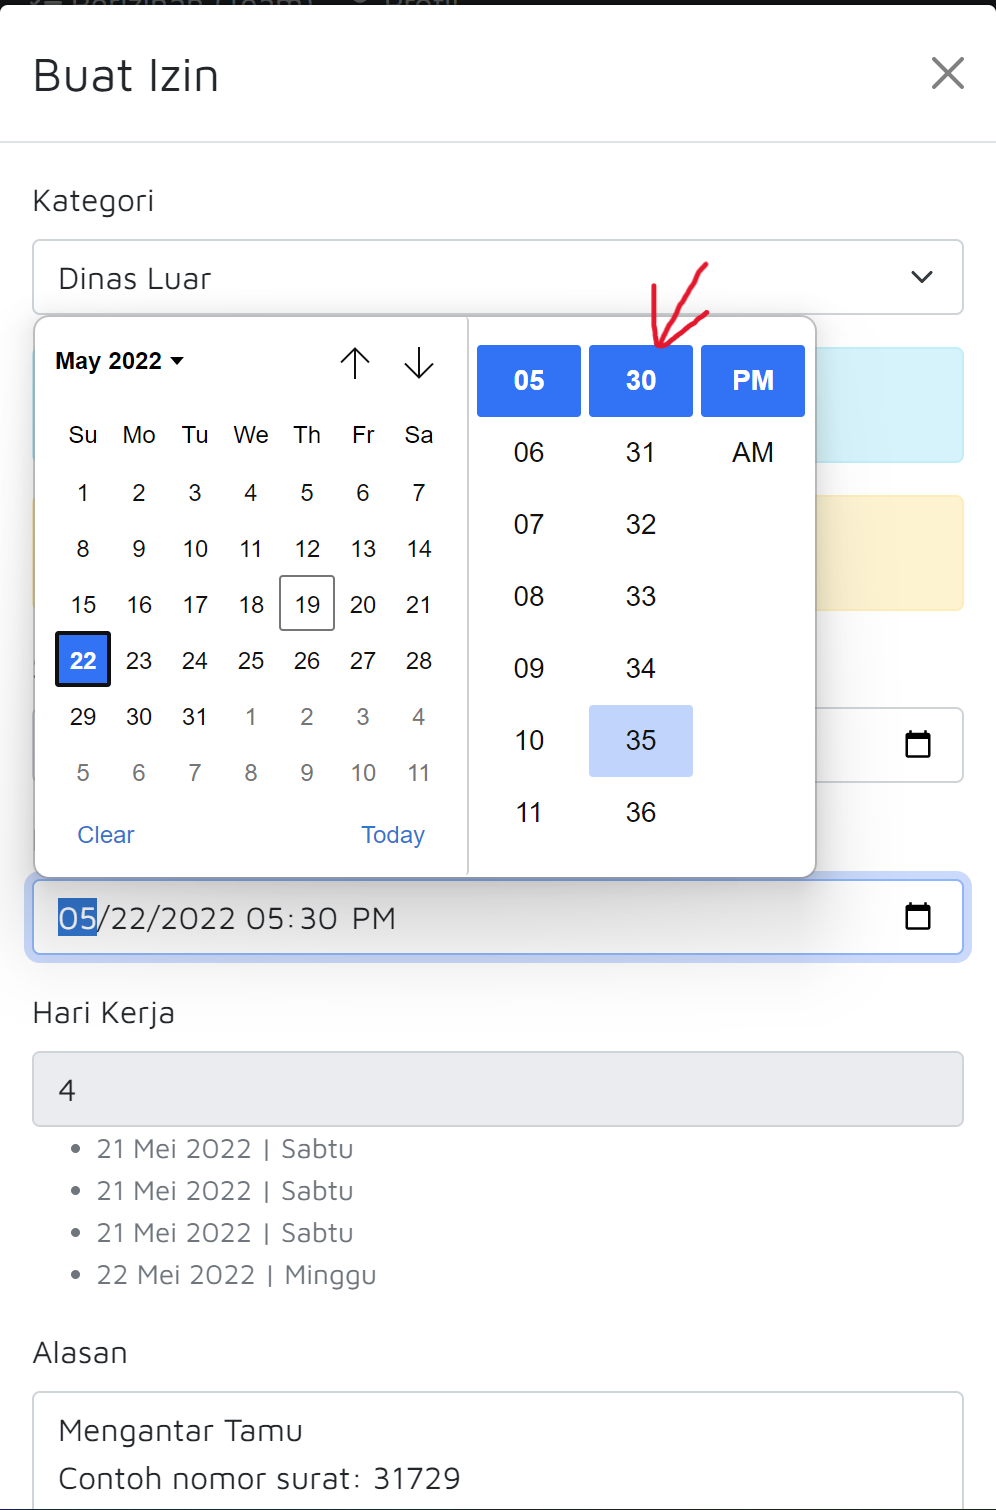 Buat Izin
Kategori
Dinas Luar
May 2022
Su Mo Tu We Th Fr Sa
1 2 3 4 5 6 7
8 9 10 11 12 13 14
15 16 17 18 19 20 21
22 23 24 25 26 27 28
29 30 31 1 2 3 4
5 6 7 8 9 10 11
Clear Today
05 30 PM
06 31 AM
07 32
08 33
09 34
10 35
11 36
05/22/2022 05:30 PM
Hari Kerja
4
• 21 Mei 2022 | Sabtu
• 21 Mei 2022 | Sabtu
• 21 Mei 2022 | Sabtu
• 22 Mei 2022 | Minggu
Alasan
Mengantar Tamu
Contoh nomor surat: 31729